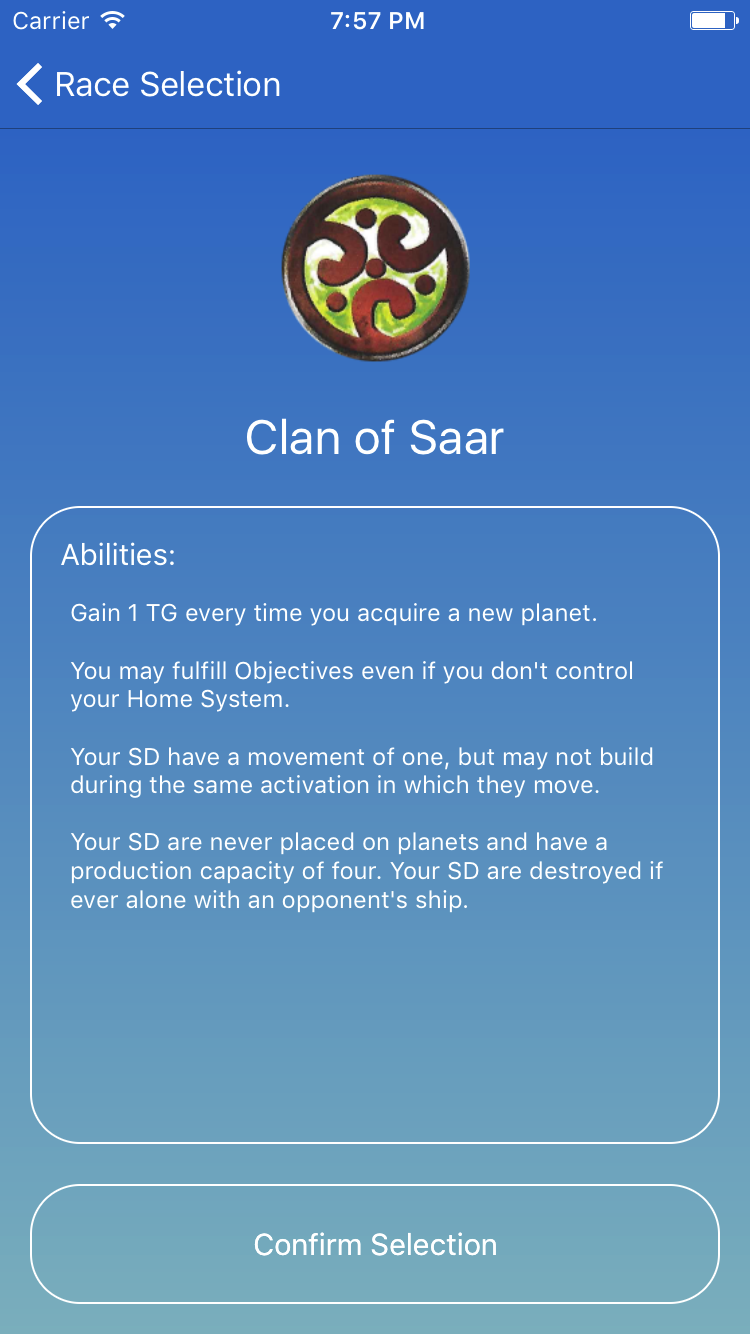 Carrier
7:57 PM
Race Selection
Clan of Saar
Abilities:
Gain 1 TG every time you acquire a new planet.
You may fulfill Objectives even if you don't control
your Home System.
Your SD have a movement of one, but may not build
during the same activation in which they move.
Your SD are never placed on planets and have a
production capacity of four. Your SD are destroyed if
ever alone with an opponent's ship.
Confirm Selection